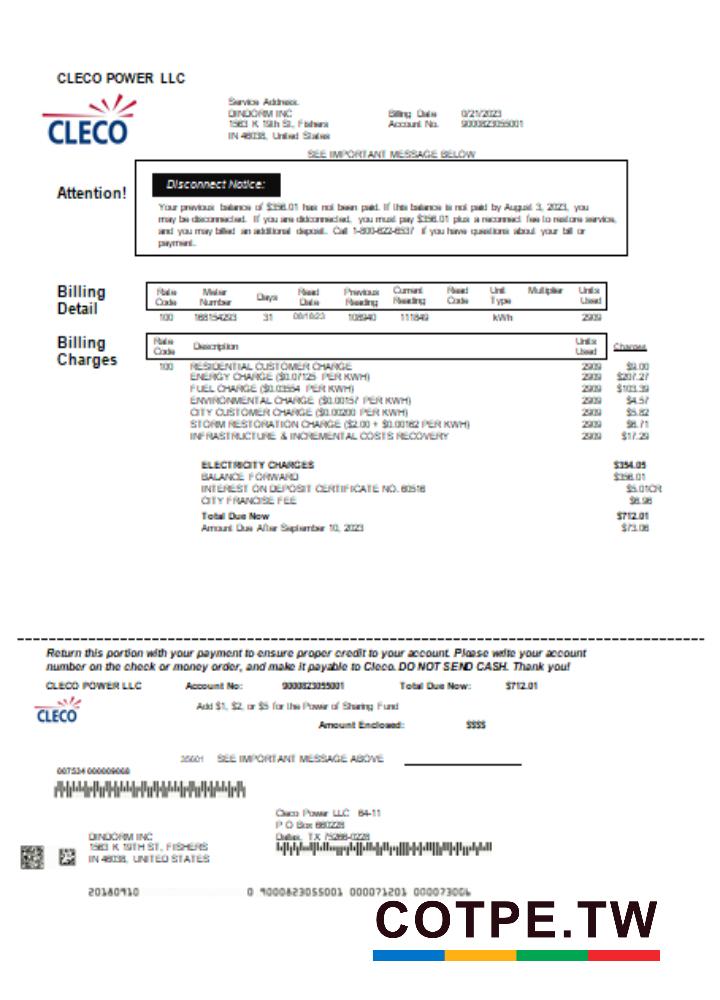 CLECO POWER LLC
CLECO
Service Address.
DINDORM INC
1563 K 19th St, Fishers
IN 46038, United States
Billing Date 0/21/2023
Account No. 9000823055001
SEE IMPORTANT MESSAGE BELOW
Attention!
Disconnect Notice:
Your previous balance of $356.01 has not been paid. If this balance is not paid by August 3, 2023, you
may be disconnected. If you are didconnected, you must pay $356.01 plus a reconnect fee to restore service,
and you may billed an additional deposit. Call 1-800-622-6537 if you have questions about your bill or
payment.
Billing Detail
Rate Code Meter Number Days Read Date Previous Reading Current Reading Read Code Unit Type Multiplier Units Used
100 168154293 31 08/18/23 108940 111849 kWh 2909
Billing Charges
Rate Code Description Units Used Charges
100 RESIDENTIAL CUSTOMER CHARGE 2909 $9.00
ENERGY CHARGE ($0.07125 PER KWH) 2909 $207.27
FUEL CHARGE ($0.03554 PER KWH) 2909 $103.39
ENVIRONMENTAL CHARGE ($0.00157 PER KWH) 2909 $4.57
CITY CUSTOMER CHARGE ($0.00200 PER KWH) 2909 $5.82
STORM RESTORATION CHARGE ($2.00 + $0.00162 PER KWH) 2909 $6.71
INFRASTRUCTURE & INCREMENTAL COSTS RECOVERY 2909 $17.29
ELECTRICITY CHARGES $354.05
BALANCE FORWARD $356.01
INTEREST ON DEPOSIT CERTIFICATE NO. 60516 $5.01CR
CITY FRANCISE FEE $6.96
Total Due Now $712.01
Amount Due After September 10, 2023 $73.06
Return this portion with your payment to ensure proper credit to your account. Please write your account
number on the check or money order, and make it payable to Cleco. DO NOT SEND CASH. Thank you!
CLECO POWER LLC Account No: 9000823055001 Total Due Now: $712.01
CLECO
Add $1, $2, or $5 for the Power of Sharing Fund
Amount Enclosed: $$$$
35601 SEE IMPORTANT MESSAGE ABOVE
007534 000009068
Cleco Power LLC 64-11
P O Box 660228
Dallas, TX 75266-0228
DINDORM INC
1563 K 19TH ST, FISHERS
IN 46038, UNITED STATES
20180910 0 9000823055001 000071201 000073006
COTPE.TW